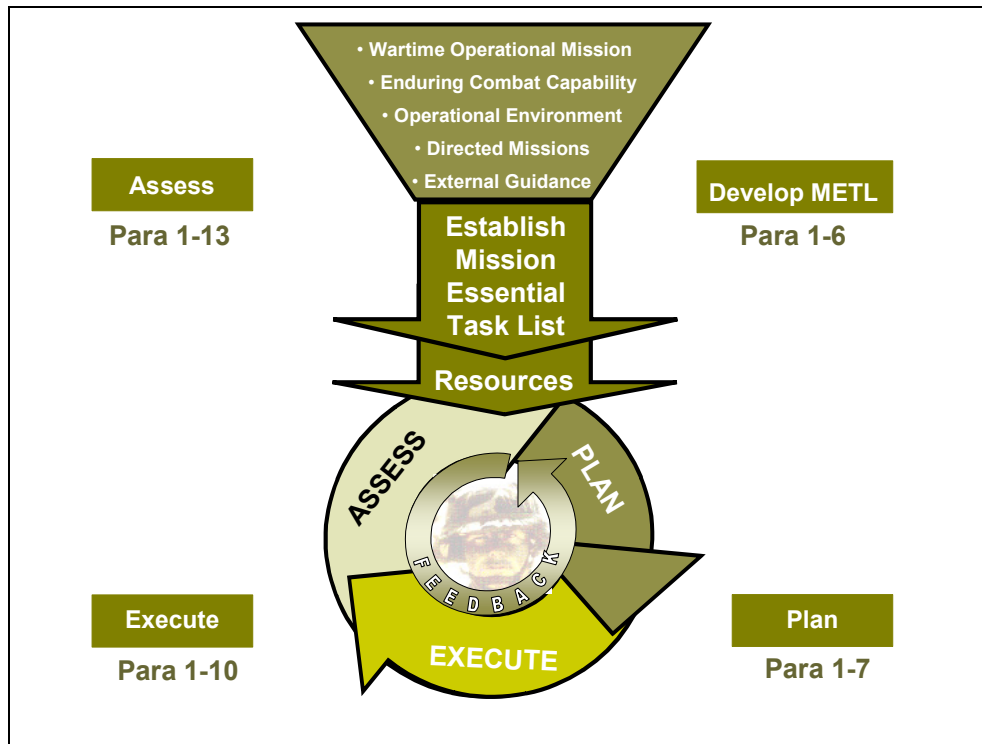 • Wartime Operational Mission
• Enduring Combat Capability
• Operational Environment
• Directed Missions
• External Guidance
Assess
Para 1-13
Develop METL
Para 1-6
Establish
Mission
Essential
Task List
Resources
ASSESS
PLAN
FEEDBACK
EXECUTE
Execute
Para 1-10
Plan
Para 1-7